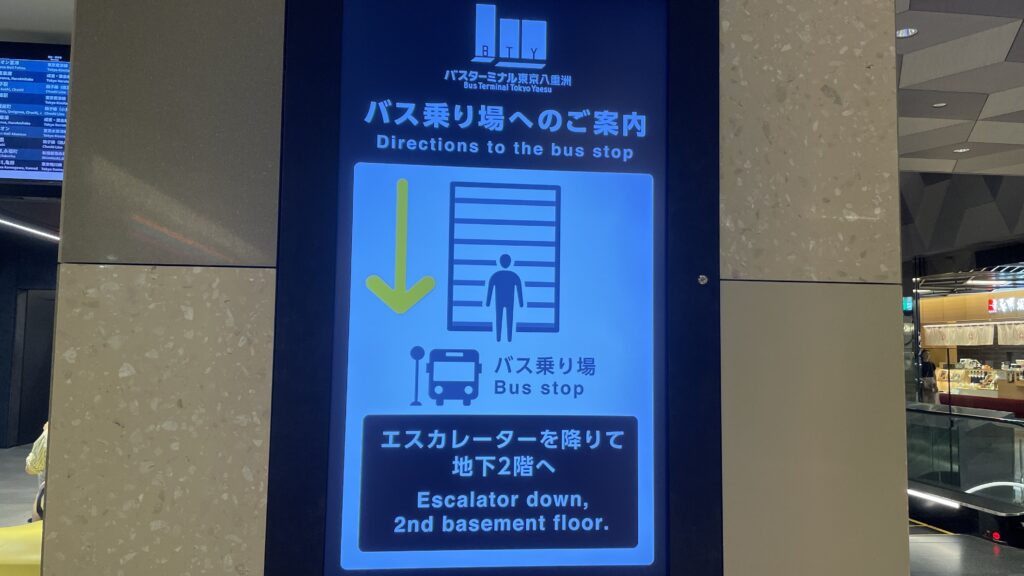 BTY
バスターミナル東京八重洲
Bus Terminal Tokyo Yaesu
バス乗り場へのご案内
Directions to the bus stop
バス乗り場
Bus stop
エスカレーターを降りて
地下2階へ
Escalator down,
2nd basement floor.